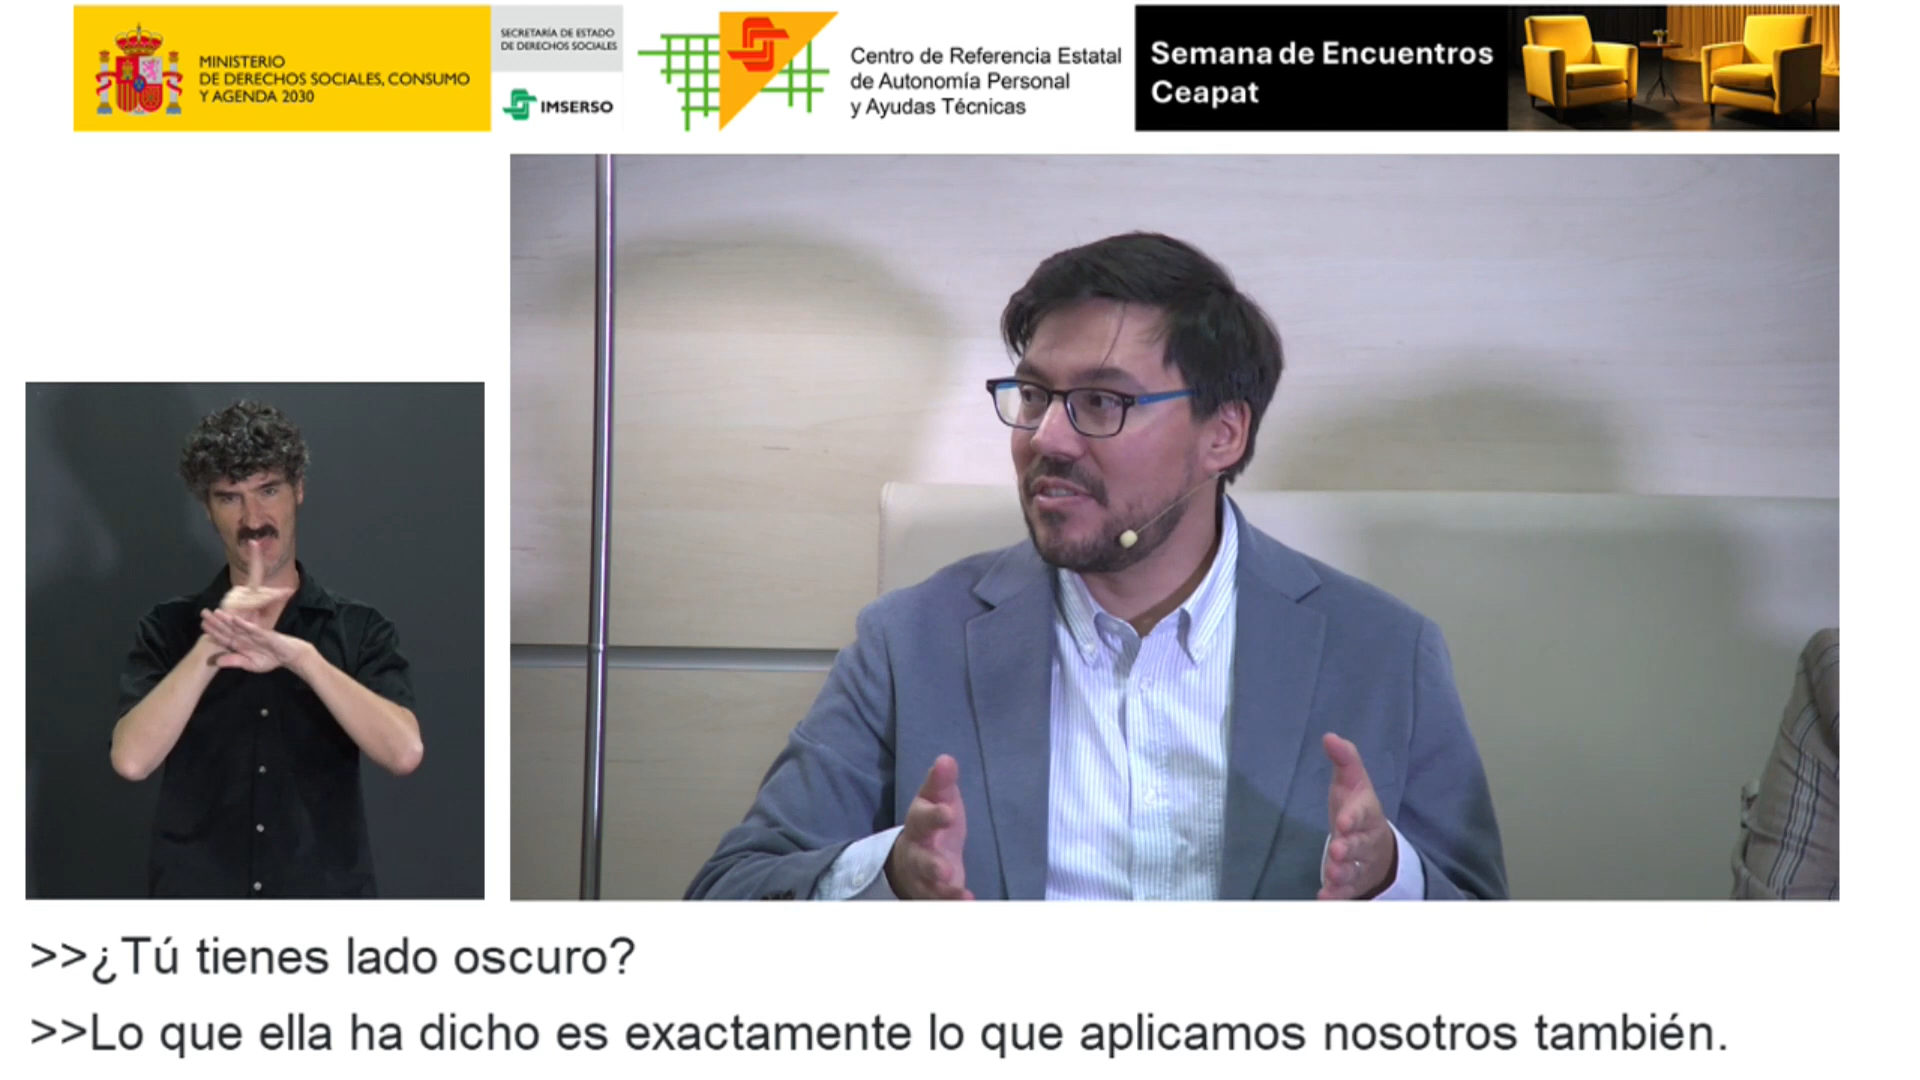 MINISTERIO
DE DERECHOS SOCIALES, CONSUMO
Y AGENDA 2030
SECRETARÍA DE ESTADO
DE DERECHOS SOCIALES
IMSERSO
Centro de Referencia Estatal
de Autonomía Personal
y Ayudas Técnicas
Semana de Encuentros
Ceapat
>>¿Tú tienes lado oscuro?
>>Lo que ella ha dicho es exactamente lo que aplicamos nosotros también.